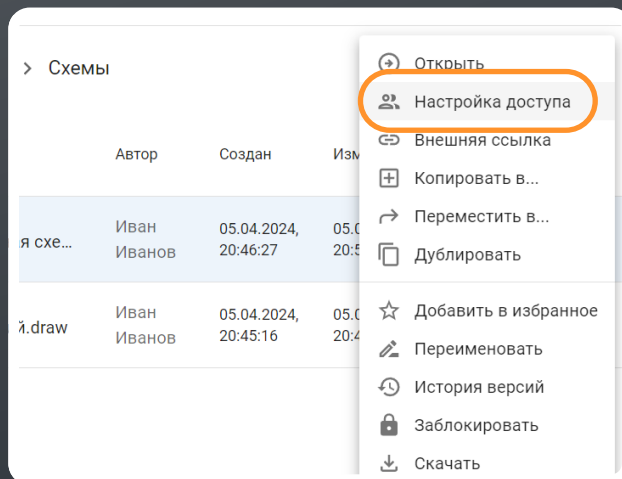 Схемы
Автор Создан
Иван Иванов 05.04.2024, 20:46:27
.draw Иван Иванов 05.04.2024, 20:45:16
Открыть
Настройка доступа
Внешняя ссылка
Копировать в...
Переместить в...
Дублировать
Добавить в избранное
Переименовать
История версий
Заблокировать
Скачать